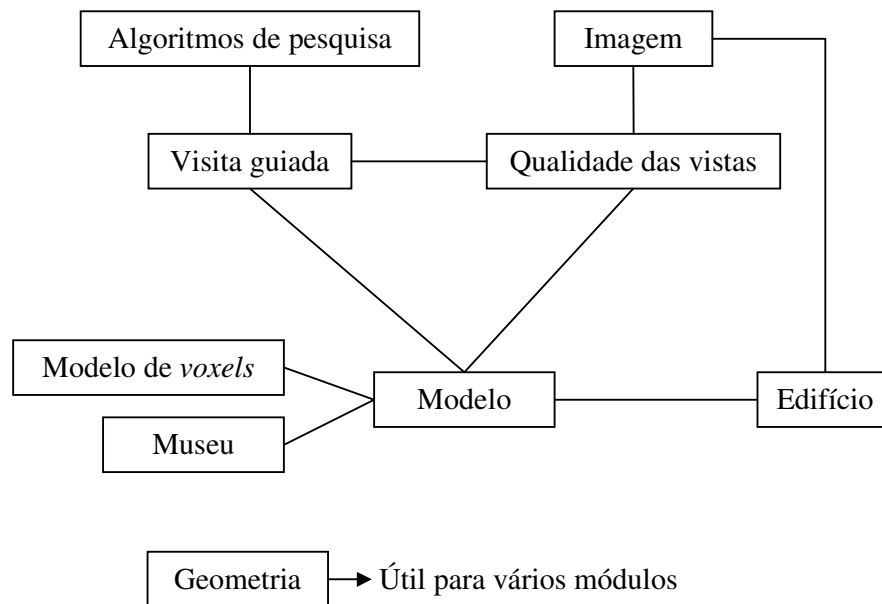 Algoritmos de pesquisa
Imagem
Visita guiada
Qualidade das vistas
Modelo de voxels
Modelo
Edifício
Museu
Geometria
Útil para vários módulos